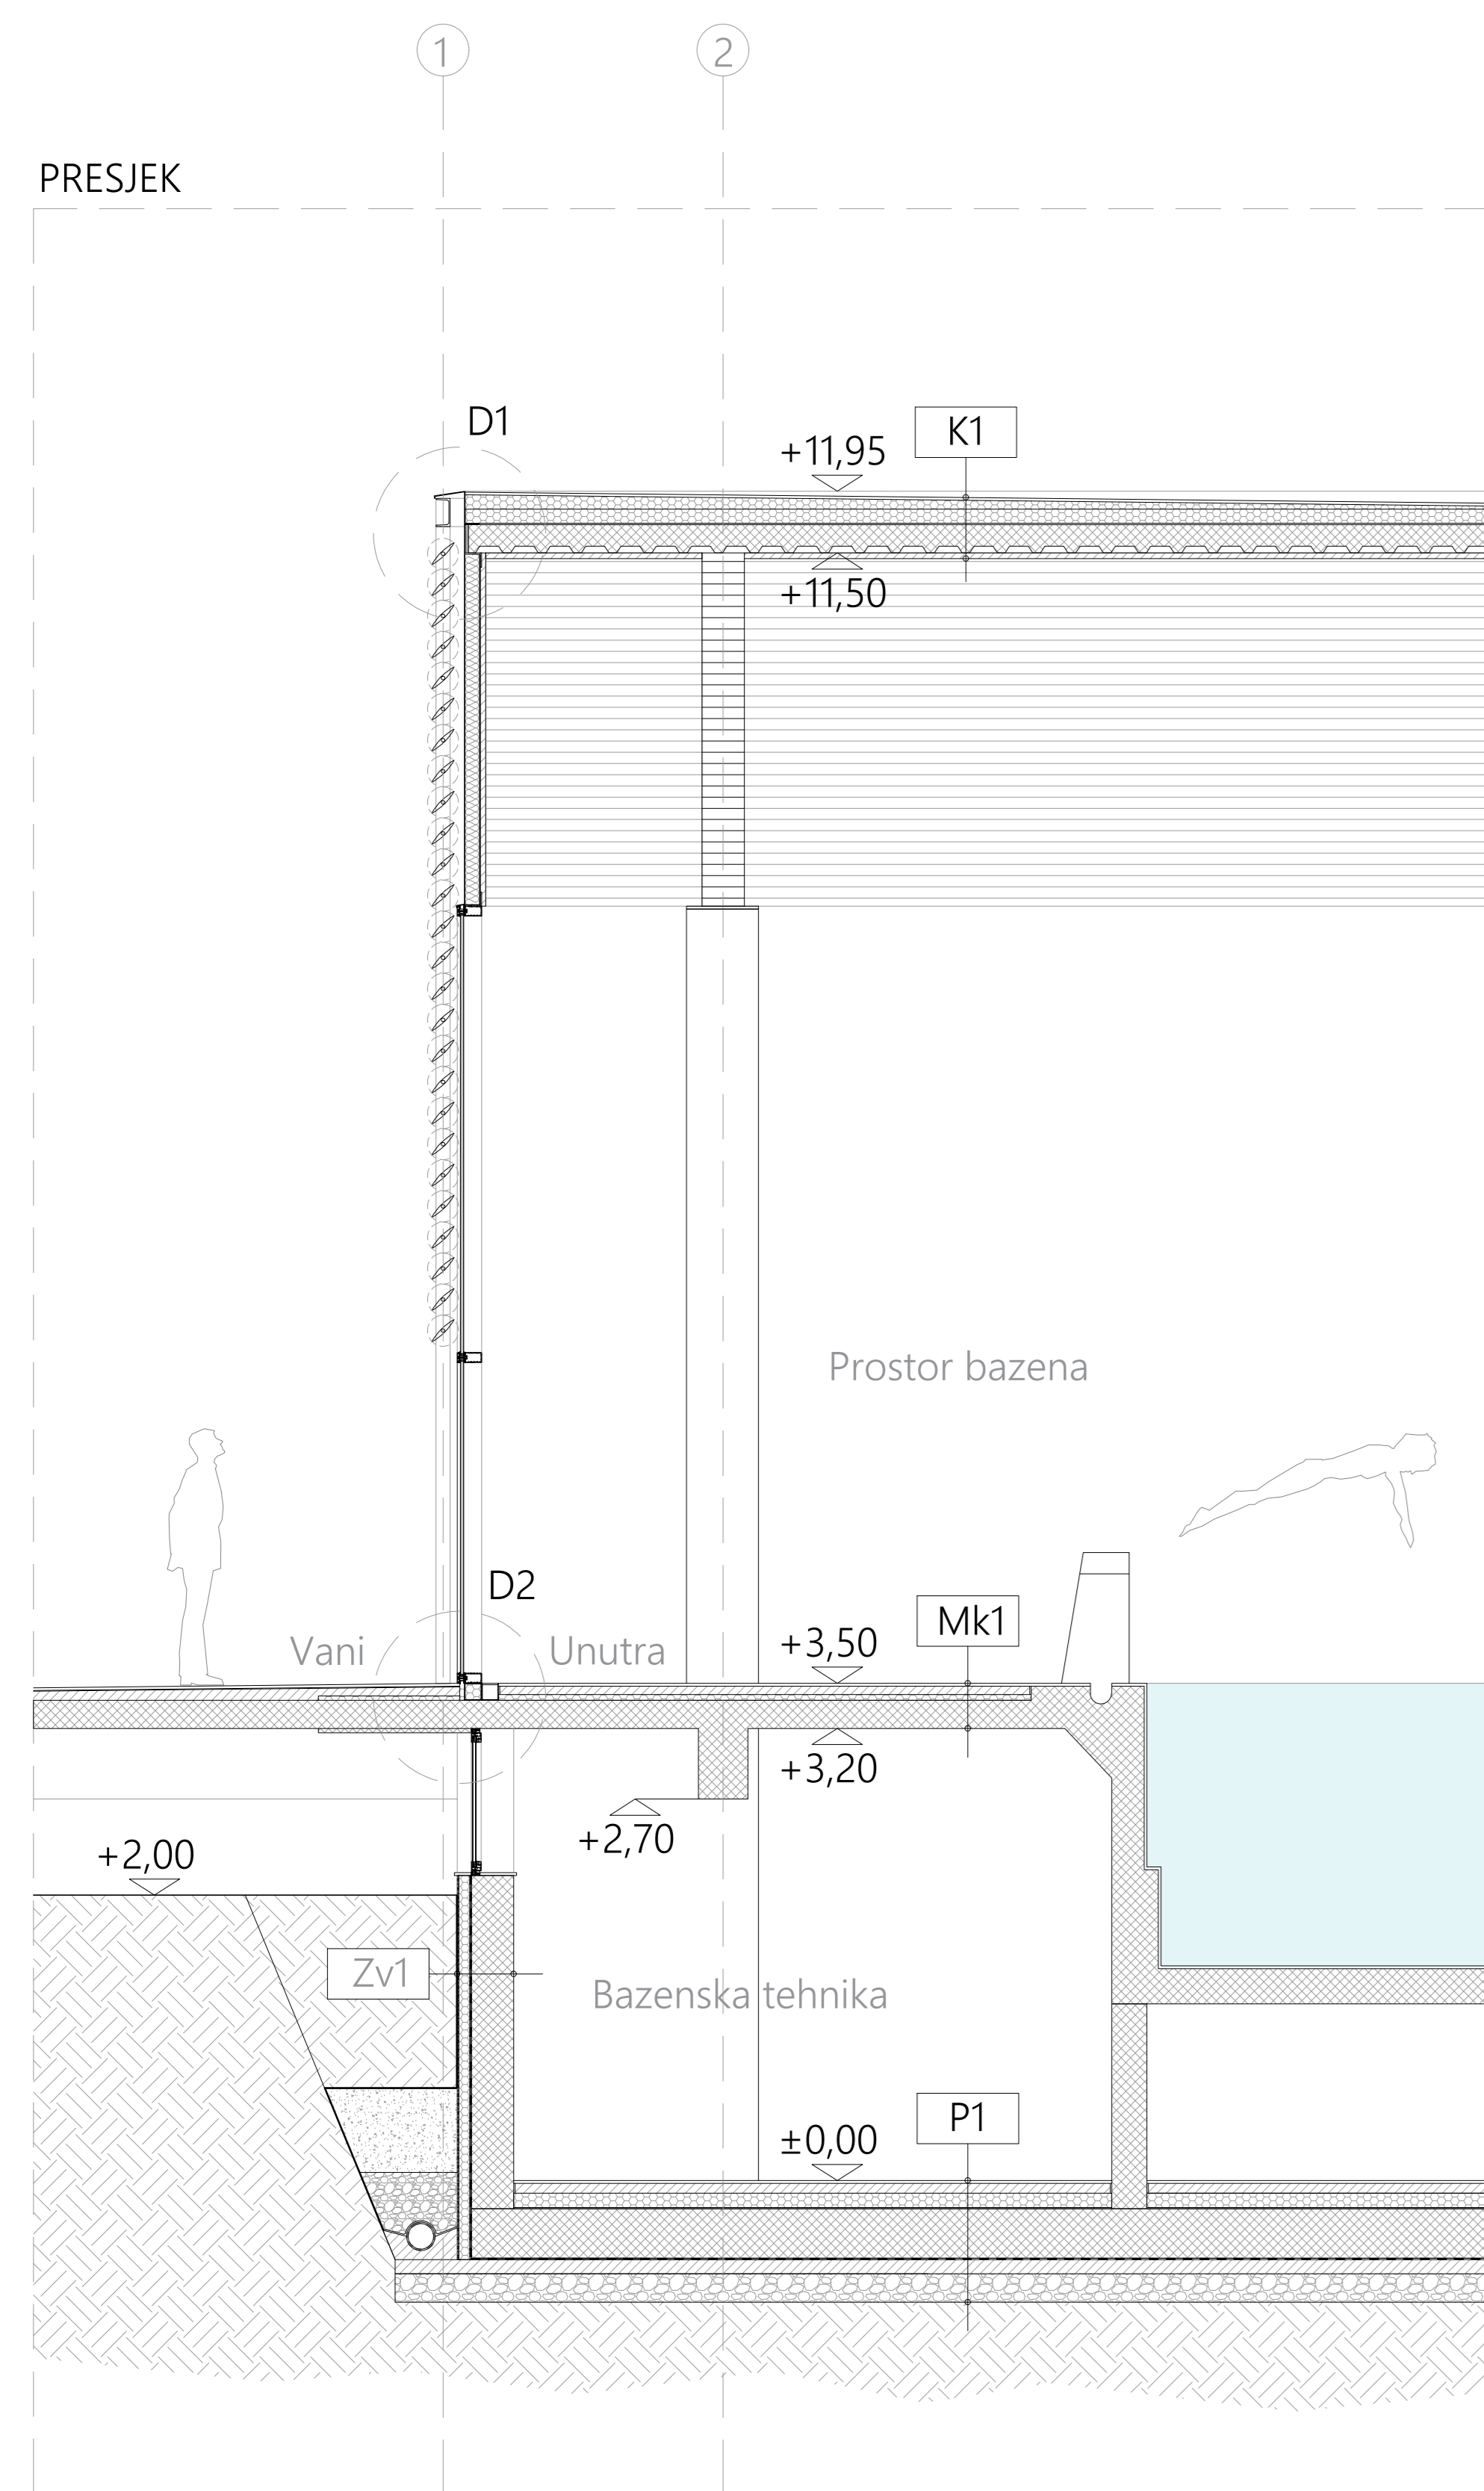 1
2
PRESJEK
D1
K1
+11,95
+11,50
Prostor bazena
D2
Mk1
Vani
Unutra
+3,50
+3,20
+2,70
+2,00
Zv1
Bazenska tehnika
P1
±0,00